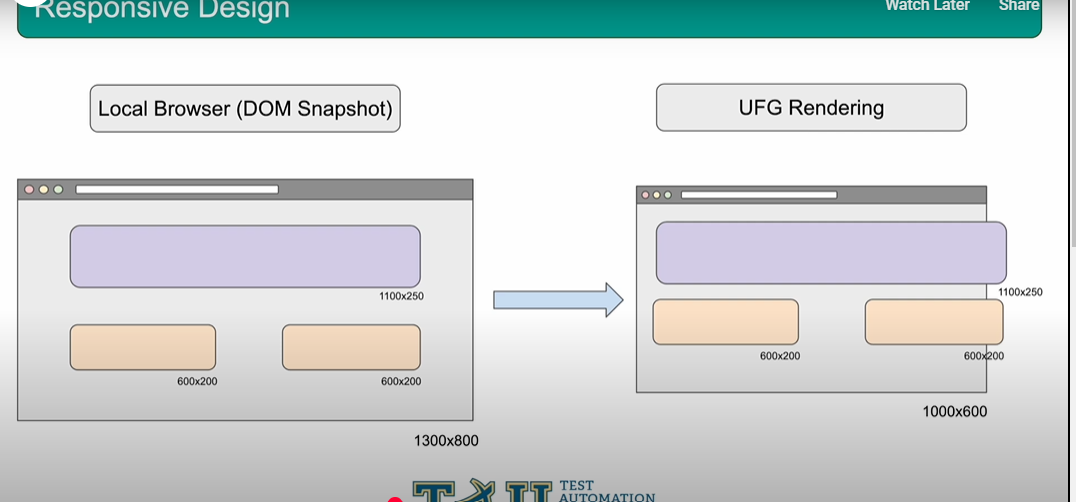 Responsive Design
Watch Later
Share
Local Browser (DOM Snapshot)
UFG Rendering
1100x250
600x200
600x200
1300x800
1100x250
600x200
600x200
1000x600
TAU
TEST
AUTOMATION